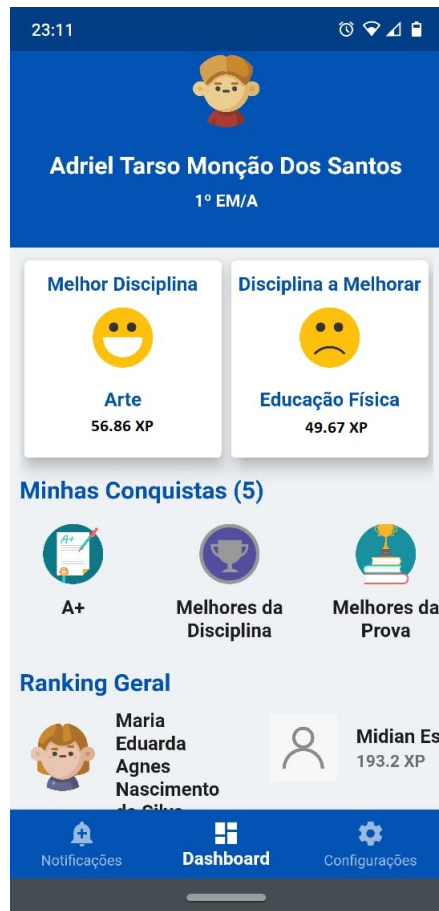 23:11
Adriel Tarso Monção Dos Santos
1º EM/A
Melhor Disciplina
Disciplina a Melhorar
Arte
Educação Física
56.86 XP
49.67 XP
Minhas Conquistas (5)
A+
A+
Melhores da
Disciplina
Melhores da
Prova
Ranking Geral
Maria
Eduarda
Agnes
Nascimento
Midian Es
193.2 XP
Notificações
Dashboard
Configurações